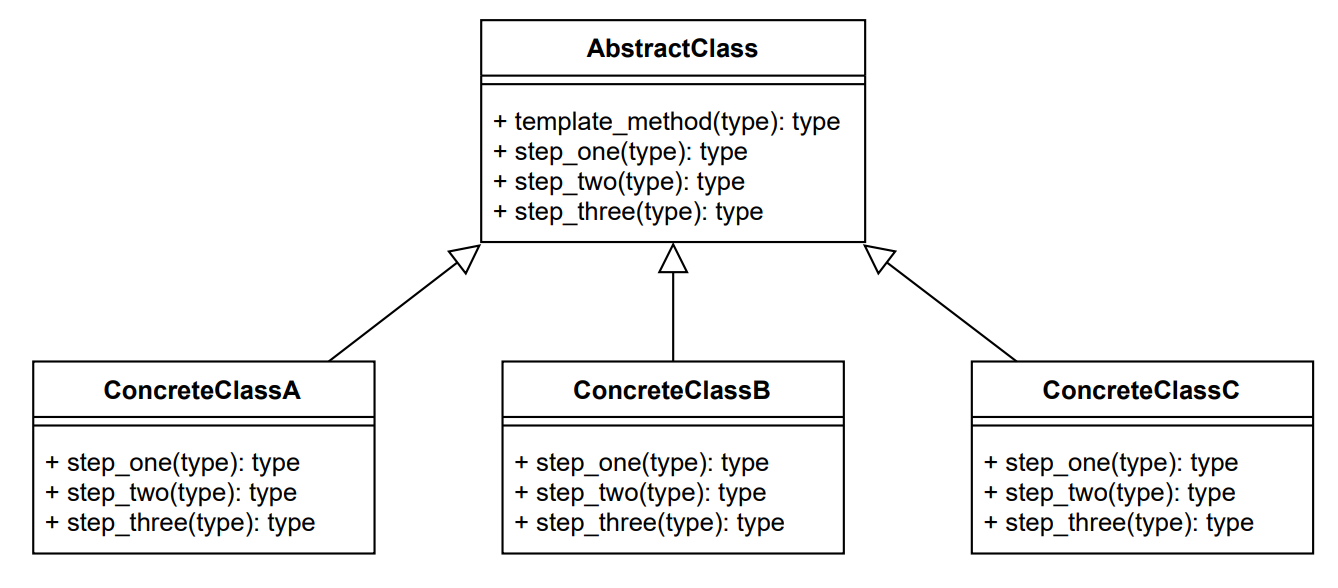 AbstractClass
+ template_method(type): type
+ step_one(type): type
+ step_two(type): type
+ step_three(type): type
ConcreteClassA
+ step_one(type): type
+ step_two(type): type
+ step_three(type): type
ConcreteClassB
+ step_one(type): type
+ step_two(type): type
+ step_three(type): type
ConcreteClassC
+ step_one(type): type
+ step_two(type): type
+ step_three(type): type